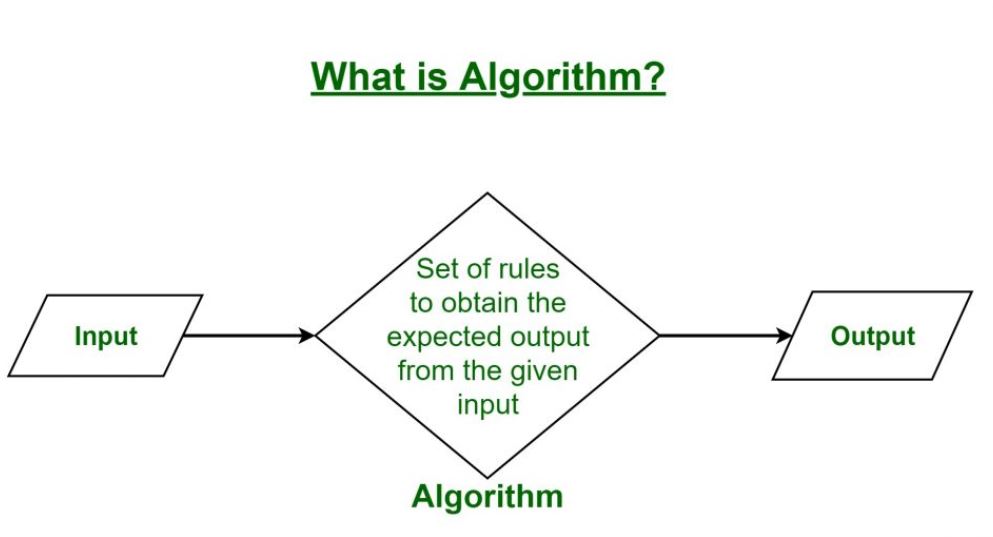 What is Algorithm?
Input
Set of rules
to obtain the
expected output
from the given
input
Output
Algorithm